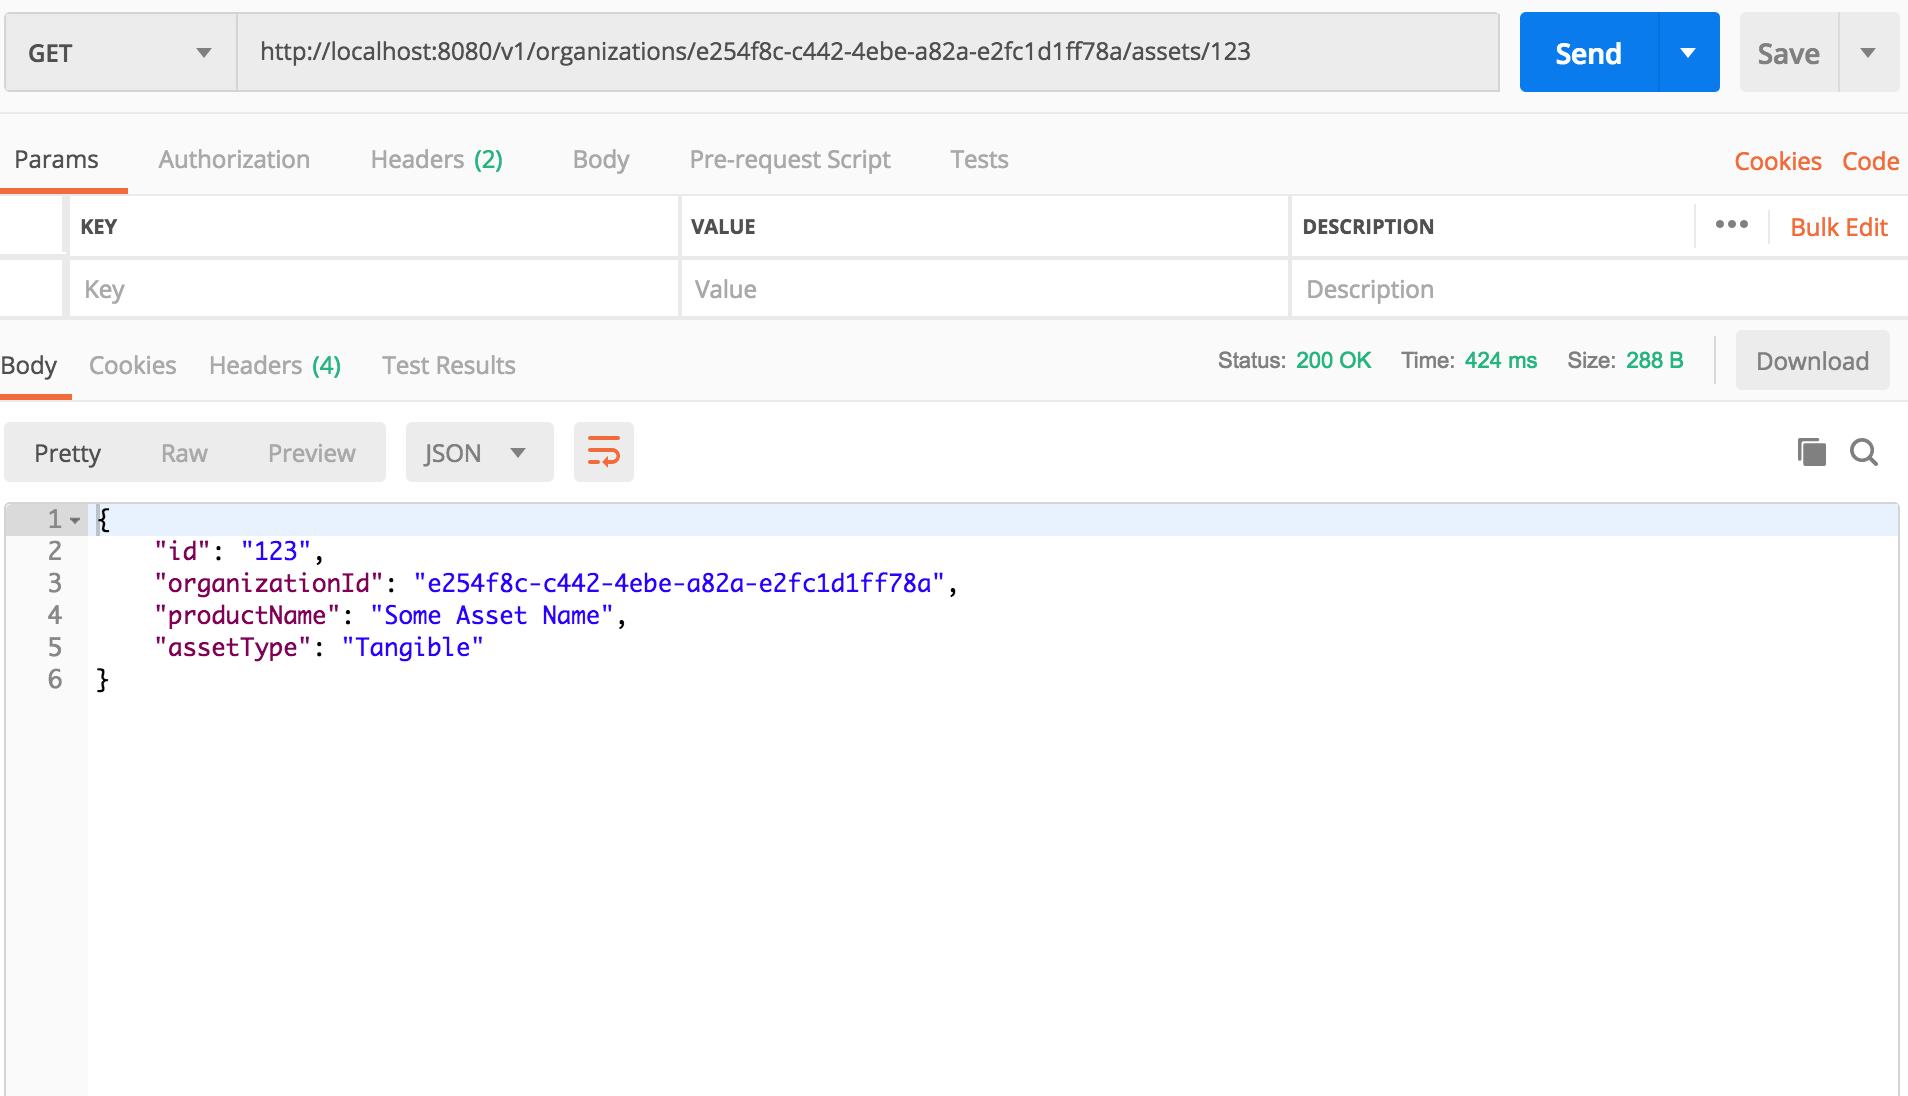 GET http://localhost:8080/v1/organizations/e254f8c-c442-4ebe-a82a-e2fc1d1ff78a/assets/123 Send Save
Params Authorization Headers (2) Body Pre-request Script Tests Cookies Code
KEY VALUE DESCRIPTION ••• Bulk Edit
Key Value Description
Body Cookies Headers (4) Test Results Status: 200 OK Time: 424 ms Size: 288 B Download
Pretty Raw Preview JSON
1 {
2 "id": "123",
3 "organizationId": "e254f8c-c442-4ebe-a82a-e2fc1d1ff78a",
4 "productName": "Some Asset Name",
5 "assetType": "Tangible"
6 }